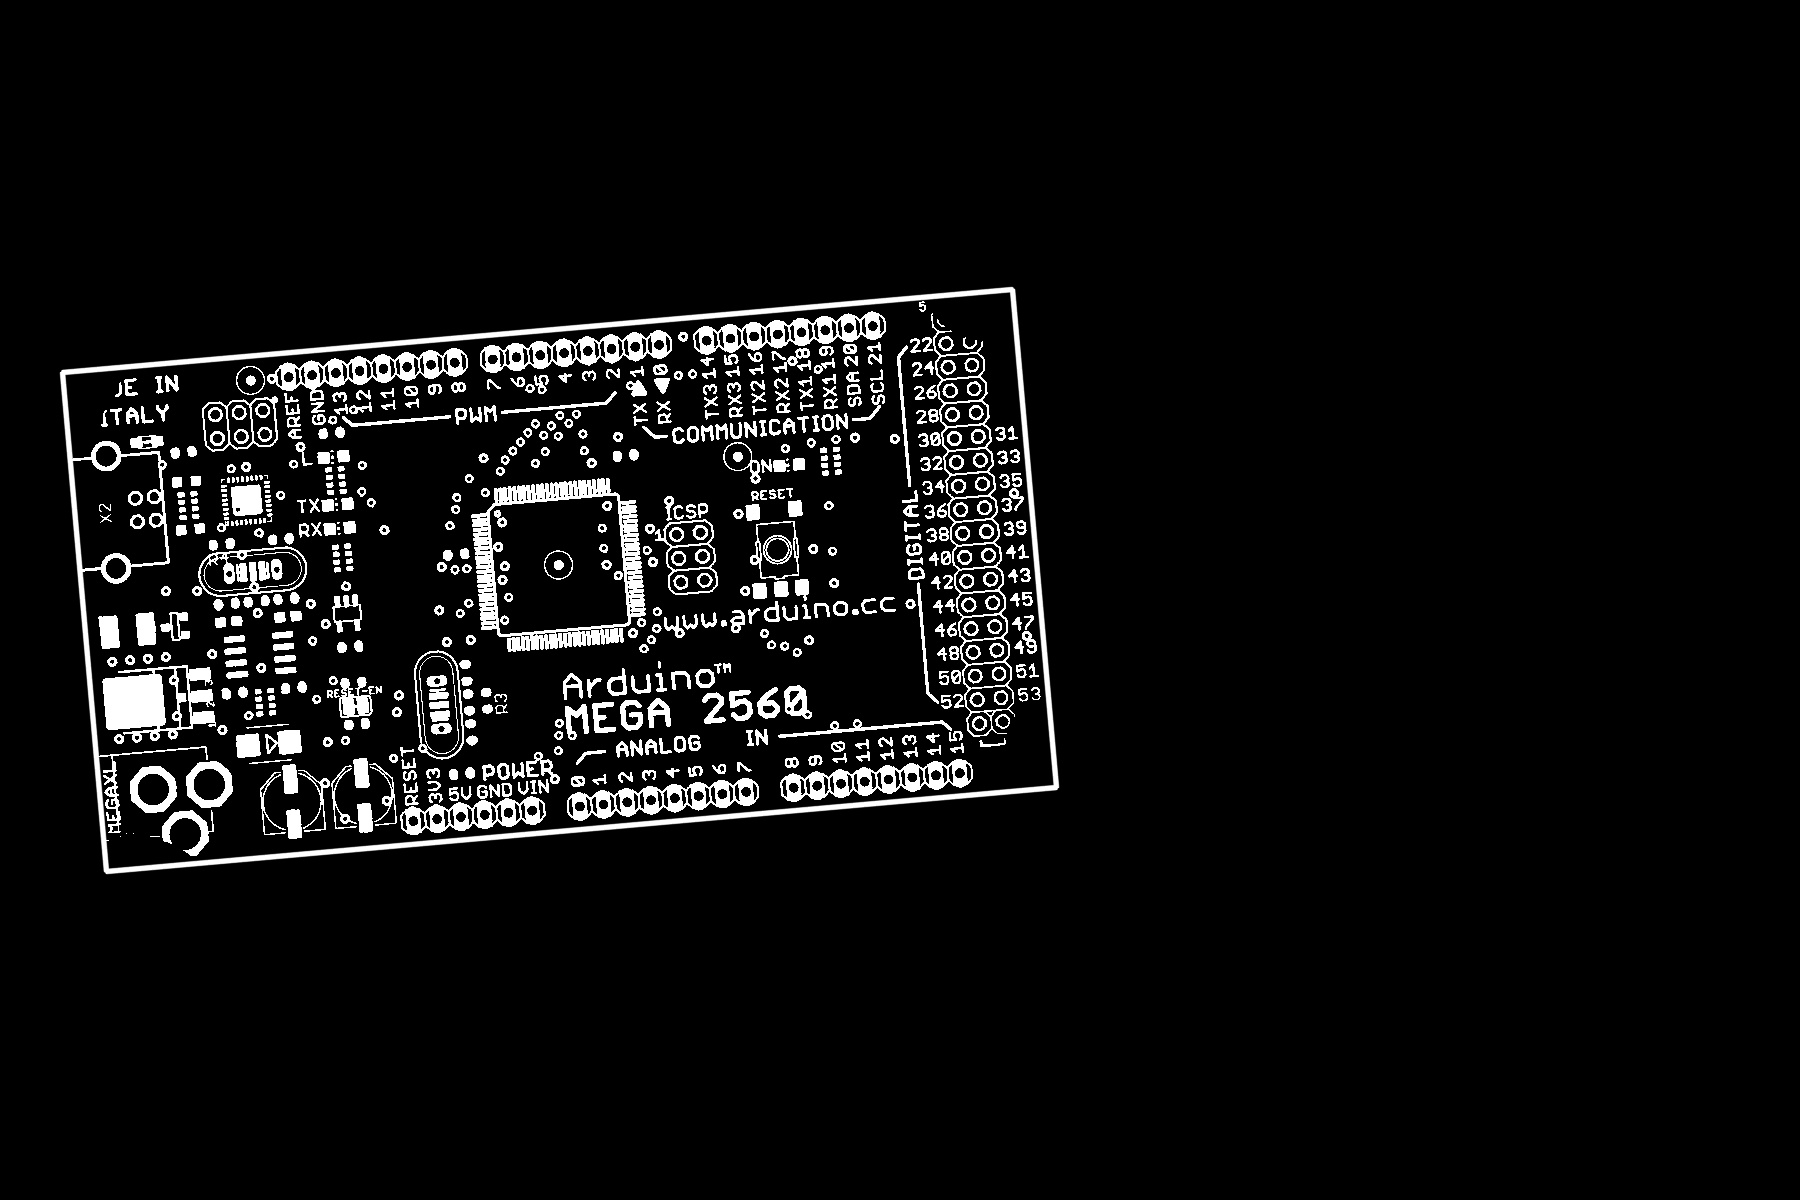 5
JE IN
ITALY
AREF
GND
13
12
11
10
9
8
7
6
5
4
3
2
TX 1
RX 0
PWM
TX3 14
RX3 15
TX2 16
RX2 17
TX1 18
RX1 19
SDA 20
SCL 21
COMMUNICATION
L
TX
RX
X2
ON
RESET
ICSP
1
DIGITAL
22
24
26
28
30 31
32 33
34 35
36 37
38 39
40 41
42 43
44 45
46 47
48 49
50 51
52 53
www.arduino.cc
RESET-EN
R3
Arduino™
MEGA 2560
ANALOG IN
MEGAXL
POWER
RESET
3V3
5V
GND
VIN
0
1
2
3
4
5
6
7
8
9
10
11
12
13
14
15